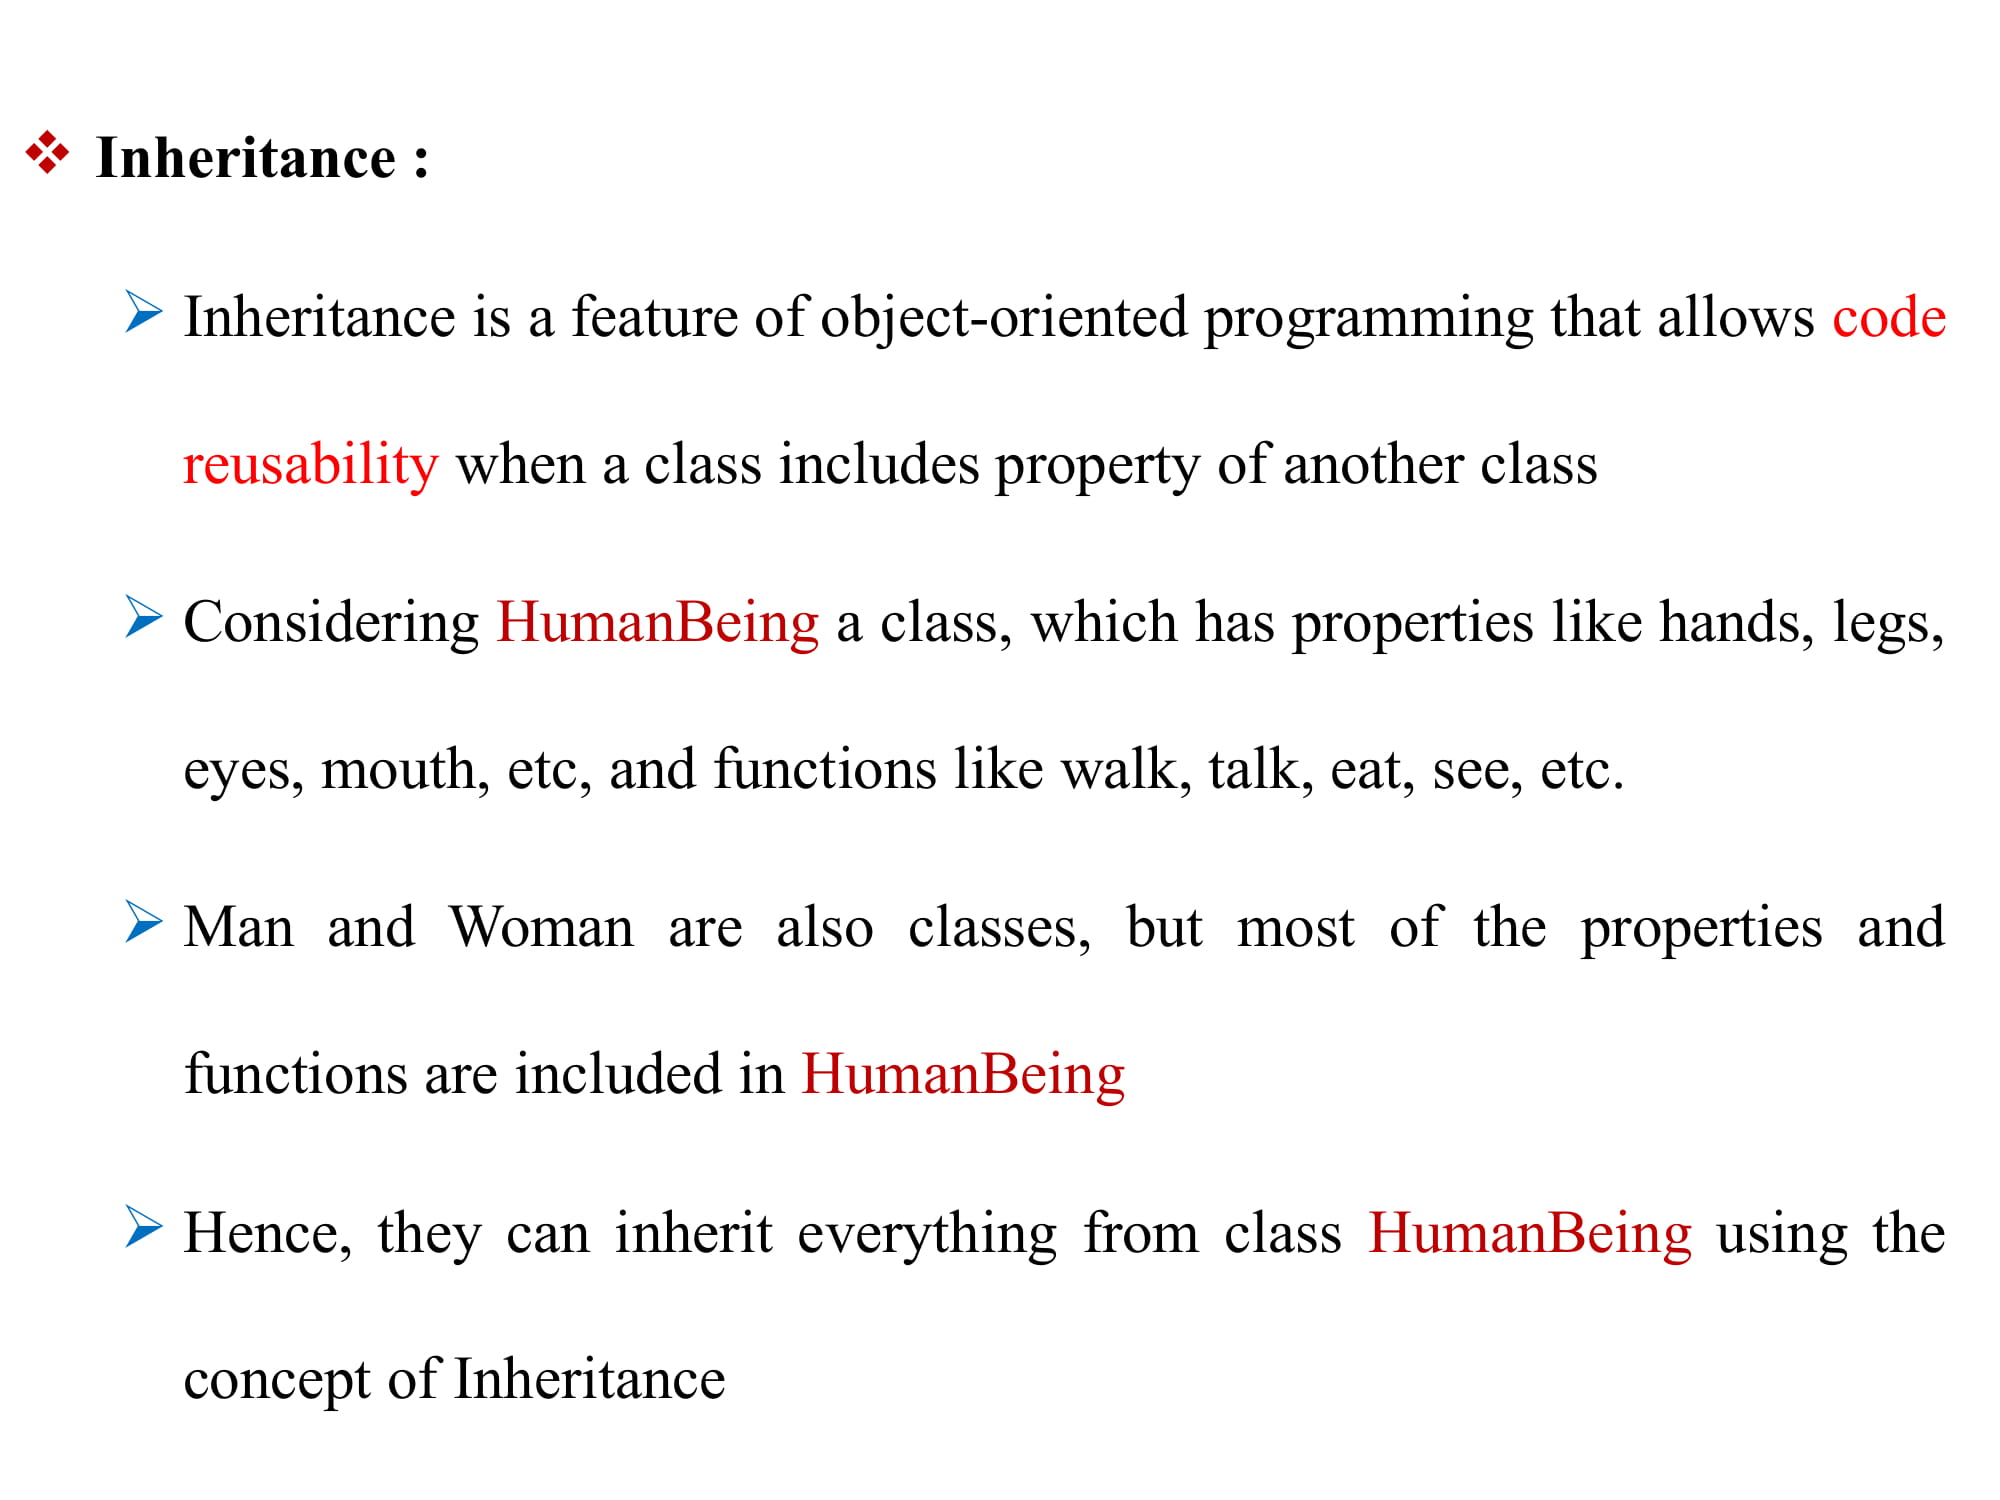 Inheritance :
Inheritance is a feature of object-oriented programming that allows code
reusability when a class includes property of another class
Considering HumanBeing a class, which has properties like hands, legs,
eyes, mouth, etc, and functions like walk, talk, eat, see, etc.
Man and Woman are also classes, but most of the properties and
functions are included in HumanBeing
Hence, they can inherit everything from class HumanBeing using the
concept of Inheritance